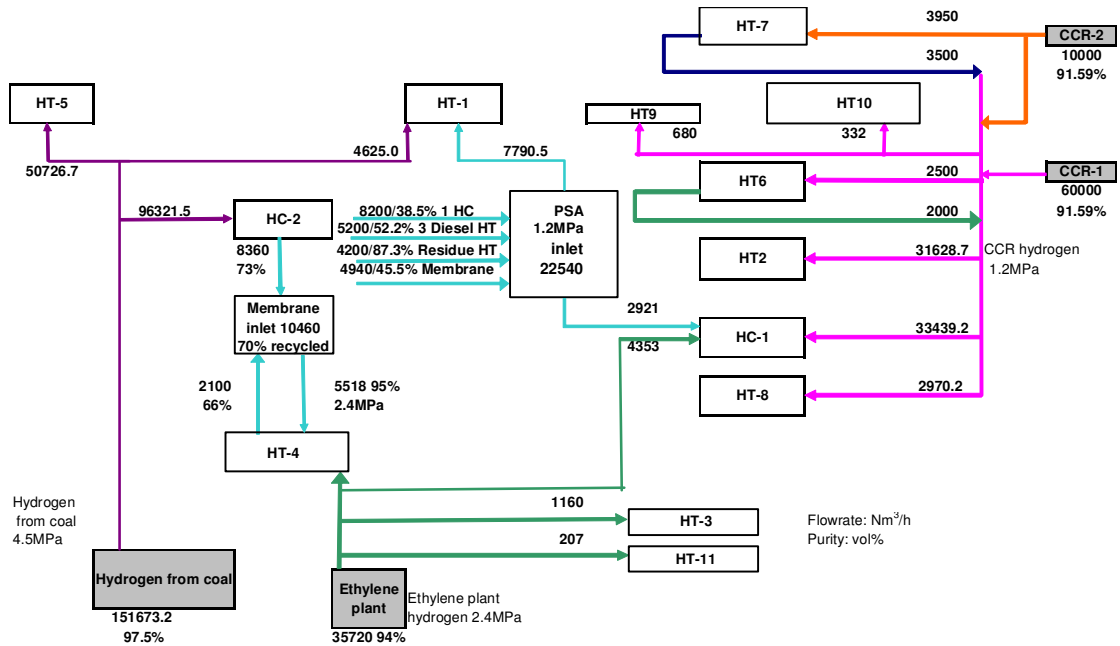 3950
HT-7
CCR-2
10000
91.59%
3500
HT-5
HT-1
HT9
HT10
680
332
4625.0
7790.5
50726.7
2500
HT6
CCR-1
60000
91.59%
96321.5
HC-2
8200/38.5% 1 HC
5200/52.2% 3 Diesel HT
4200/87.3% Residue HT
4940/45.5% Membrane
PSA
1.2MPa
inlet
22540
2000
8360
73%
HT2
31628.7
CCR hydrogen
1.2MPa
Membrane
inlet 10460
70% recycled
2921
4353
HC-1
33439.2
2100
66%
5518 95%
2.4MPa
HT-8
2970.2
HT-4
Hydrogen
from coal
4.5MPa
1160
HT-3
207
HT-11
Flowrate: Nm³/h
Purity: vol%
Hydrogen from coal
151673.2
97.5%
Ethylene
plant
35720 94%
Ethylene plant
hydrogen 2.4MPa